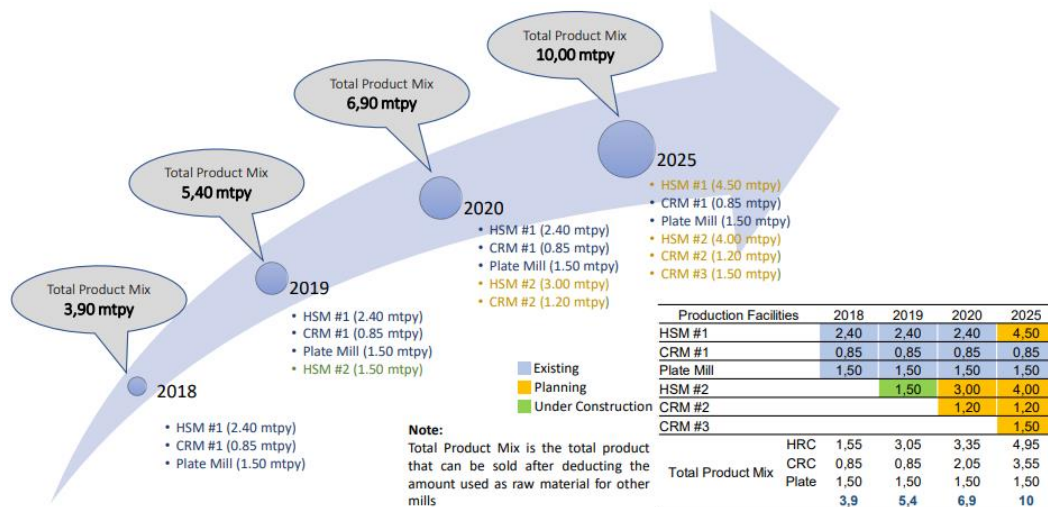 Total Product Mix
10,00 mtpy
Total Product Mix
6,90 mtpy
Total Product Mix
5,40 mtpy
Total Product Mix
3,90 mtpy
2025
• HSM #1 (4.50 mtpy)
• CRM #1 (0.85 mtpy)
• Plate Mill (1.50 mtpy)
• HSM #2 (4.00 mtpy)
• CRM #2 (1.20 mtpy)
• CRM #3 (1.50 mtpy)
2020
• HSM #1 (2.40 mtpy)
• CRM #1 (0.85 mtpy)
• Plate Mill (1.50 mtpy)
• HSM #2 (3.00 mtpy)
• CRM #2 (1.20 mtpy)
2019
• HSM #1 (2.40 mtpy)
• CRM #1 (0.85 mtpy)
• Plate Mill (1.50 mtpy)
• HSM #2 (1.50 mtpy)
2018
• HSM #1 (2.40 mtpy)
• CRM #1 (0.85 mtpy)
• Plate Mill (1.50 mtpy)
Existing
Planning
Under Construction
Note:
Total Product Mix is the total product
that can be sold after deducting the
amount used as raw material for other
mills
Production Facilities 2018 2019 2020 2025
HSM #1 2,40 2,40 2,40 4,50
CRM #1 0,85 0,85 0,85 0,85
Plate Mill 1,50 1,50 1,50 1,50
HSM #2 1,50 3,00 4,00
CRM #2 1,20 1,20
CRM #3 1,50
HRC 1,55 3,05 3,35 4,95
Total Product Mix CRC 0,85 0,85 2,05 3,55
Plate 1,50 1,50 1,50 1,50
3,9 5,4 6,9 10